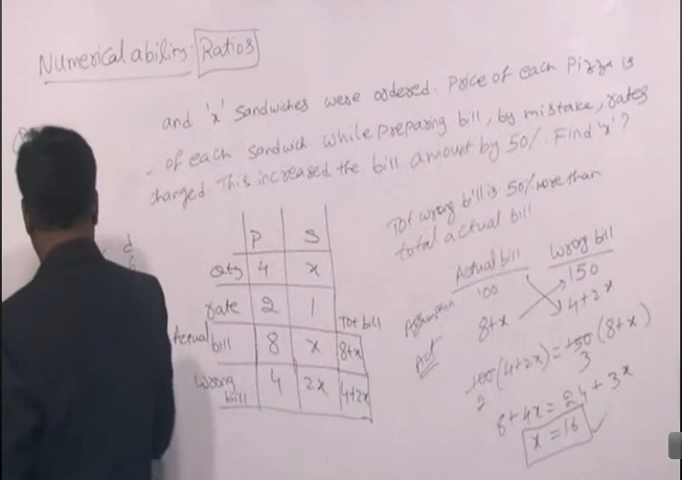 Numerical ability. Ratios
and 'x' sandwiches were ordered. Price of each Pizza is
of each sandwich while preparing bill, by mistake, rates
changed This increased the bill amount by 50%. Find 'x'?
P S
Qty 4 x
rate 2 1
Actual bill 8 x 8+x
Tot bill
wrong bill 4 2x 4+2x
Tot wrong bill is 50% more than
total actual bill
Actual bill Wrong bill
Assumption 100 150
Act 8+x 4+2x
100(4+2x) = 150(8+x)
2 3
8+4x = 24+3x
x = 16